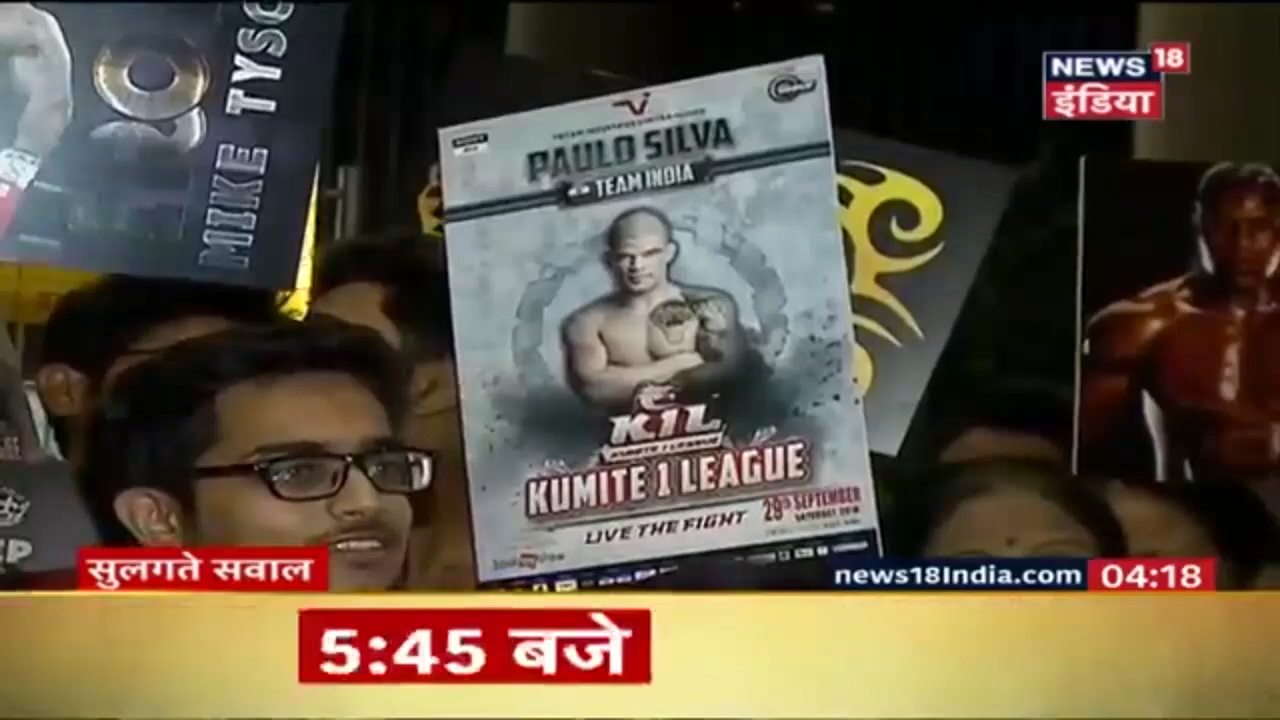 MIKE TYSO
NEWS 18
इंडिया
PAULO SILVA
TEAM INDIA
K1L
KUMITE 1 LEAGUE
LIVE THE FIGHT
29th SEPTEMBER
सुलगते सवाल
news18India.com
04:18
5:45 बजे